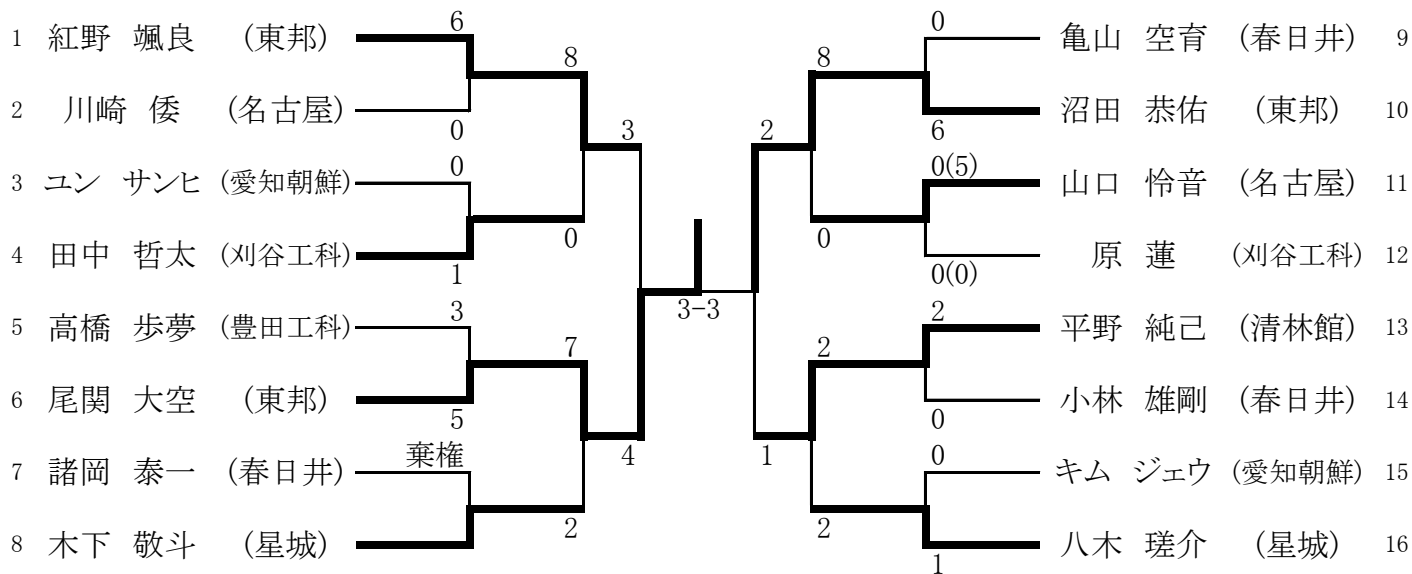 1 紅野 颯良 (東邦) 6
8
2 川崎 倭 (名古屋) 0
3
3 ユン サンヒ (愛知朝鮮) 0
0
4 田中 哲太 (刈谷工科) 1
3-3
5 高橋 歩夢 (豊田工科) 3
7
6 尾関 大空 (東邦) 5
4
7 諸岡 泰一 (春日井) 棄権
2
8 木下 敬斗 (星城)
0 亀山 空育 (春日井) 9
8
6 沼田 恭佑 (東邦) 10
2
0(5) 山口 怜音 (名古屋) 11
0
0(0) 原 蓮 (刈谷工科) 12
2 平野 純己 (清林館) 13
2
0 小林 雄剛 (春日井) 14
1
0 キム ジェウ (愛知朝鮮) 15
2
1 八木 瑳介 (星城) 16